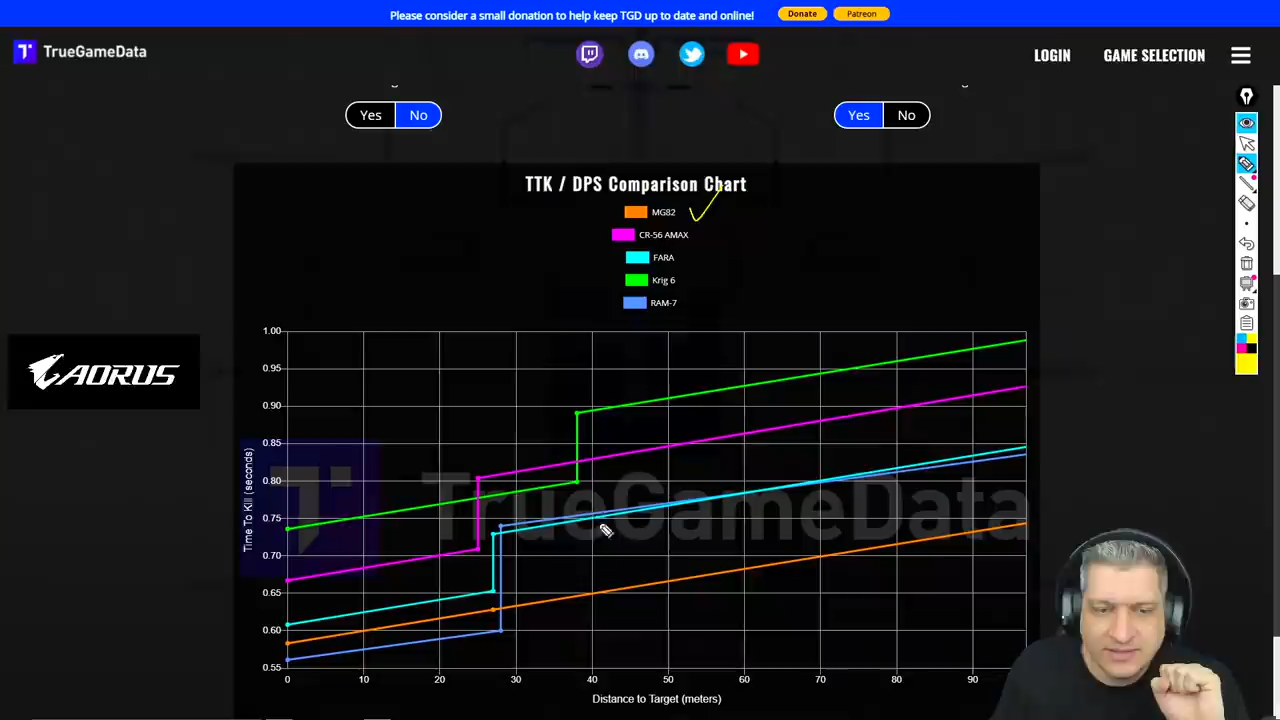 Please consider a small donation to help keep TGD up to date and online!
Donate
Patreon
TrueGameData
LOGIN
GAME SELECTION
Yes
No
Yes
No
TTK / DPS Comparison Chart
MG82
CR-56 AMAX
FARA
Krig 6
RAM-7
AORUS
TrueGameData
Time To Kill (seconds)
1.00
0.95
0.90
0.85
0.80
0.75
0.70
0.65
0.60
0.55
0
10
20
30
40
50
60
70
80
90
Distance to Target (meters)